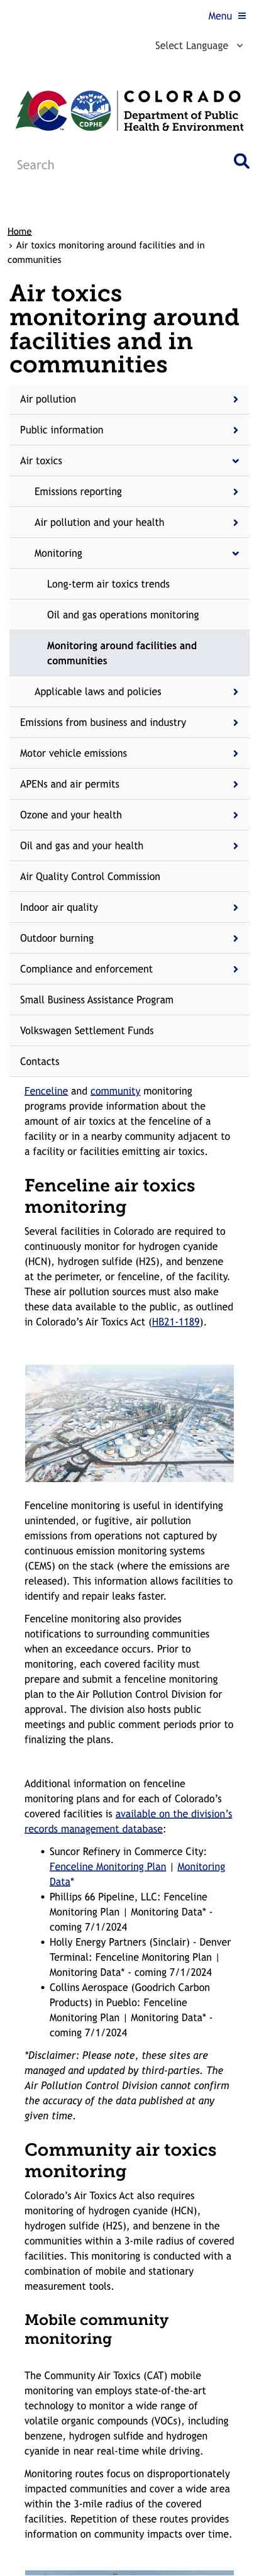 Menu
Select Language
COLORADO
Department of Public
Health & Environment
CDPHE
Search
Home
› Air toxics monitoring around facilities and in
communities
Air toxics
monitoring around
facilities and in
communities
Air pollution
Public information
Air toxics
Emissions reporting
Air pollution and your health
Monitoring
Long-term air toxics trends
Oil and gas operations monitoring
Monitoring around facilities and
communities
Applicable laws and policies
Emissions from business and industry
Motor vehicle emissions
APENs and air permits
Ozone and your health
Oil and gas and your health
Air Quality Control Commission
Indoor air quality
Outdoor burning
Compliance and enforcement
Small Business Assistance Program
Volkswagen Settlement Funds
Contacts
Fenceline and community monitoring
programs provide information about the
amount of air toxics at the fenceline of a
facility or in a nearby community adjacent to
a facility or facilities emitting air toxics.
Fenceline air toxics
monitoring
Several facilities in Colorado are required to
continuously monitor for hydrogen cyanide
(HCN), hydrogen sulfide (H2S), and benzene
at the perimeter, or fenceline, of the facility.
These air pollution sources must also make
these data available to the public, as outlined
in Colorado’s Air Toxics Act (HB21-1189).
Fenceline monitoring is useful in identifying
unintended, or fugitive, air pollution
emissions from operations not captured by
continuous emission monitoring systems
(CEMS) on the stack (where the emissions are
released). This information allows facilities to
identify and repair leaks faster.
Fenceline monitoring also provides
notifications to surrounding communities
when an exceedance occurs. Prior to
monitoring, each covered facility must
prepare and submit a fenceline monitoring
plan to the Air Pollution Control Division for
approval. The division also hosts public
meetings and public comment periods prior to
finalizing the plans.
Additional information on fenceline
monitoring plans and for each of Colorado’s
covered facilities is available on the division’s
records management database:
• Suncor Refinery in Commerce City:
Fenceline Monitoring Plan | Monitoring
Data*
• Phillips 66 Pipeline, LLC: Fenceline
Monitoring Plan | Monitoring Data* -
coming 7/1/2024
• Holly Energy Partners (Sinclair) - Denver
Terminal: Fenceline Monitoring Plan |
Monitoring Data* - coming 7/1/2024
• Collins Aerospace (Goodrich Carbon
Products) in Pueblo: Fenceline
Monitoring Plan | Monitoring Data* -
coming 7/1/2024
*Disclaimer: Please note, these sites are
managed and updated by third-parties. The
Air Pollution Control Division cannot confirm
the accuracy of the data published at any
given time.
Community air toxics
monitoring
Colorado’s Air Toxics Act also requires
monitoring of hydrogen cyanide (HCN),
hydrogen sulfide (H2S), and benzene in the
communities within a 3-mile radius of covered
facilities. This monitoring is conducted with a
combination of mobile and stationary
measurement tools.
Mobile community
monitoring
The Community Air Toxics (CAT) mobile
monitoring van employs state-of-the-art
technology to monitor a wide range of
volatile organic compounds (VOCs), including
benzene, hydrogen sulfide and hydrogen
cyanide in near real-time while driving.
Monitoring routes focus on disproportionately
impacted communities and cover a wide area
within the 3-mile radius of the covered
facilities. Repetition of these routes provides
information on community impacts over time.